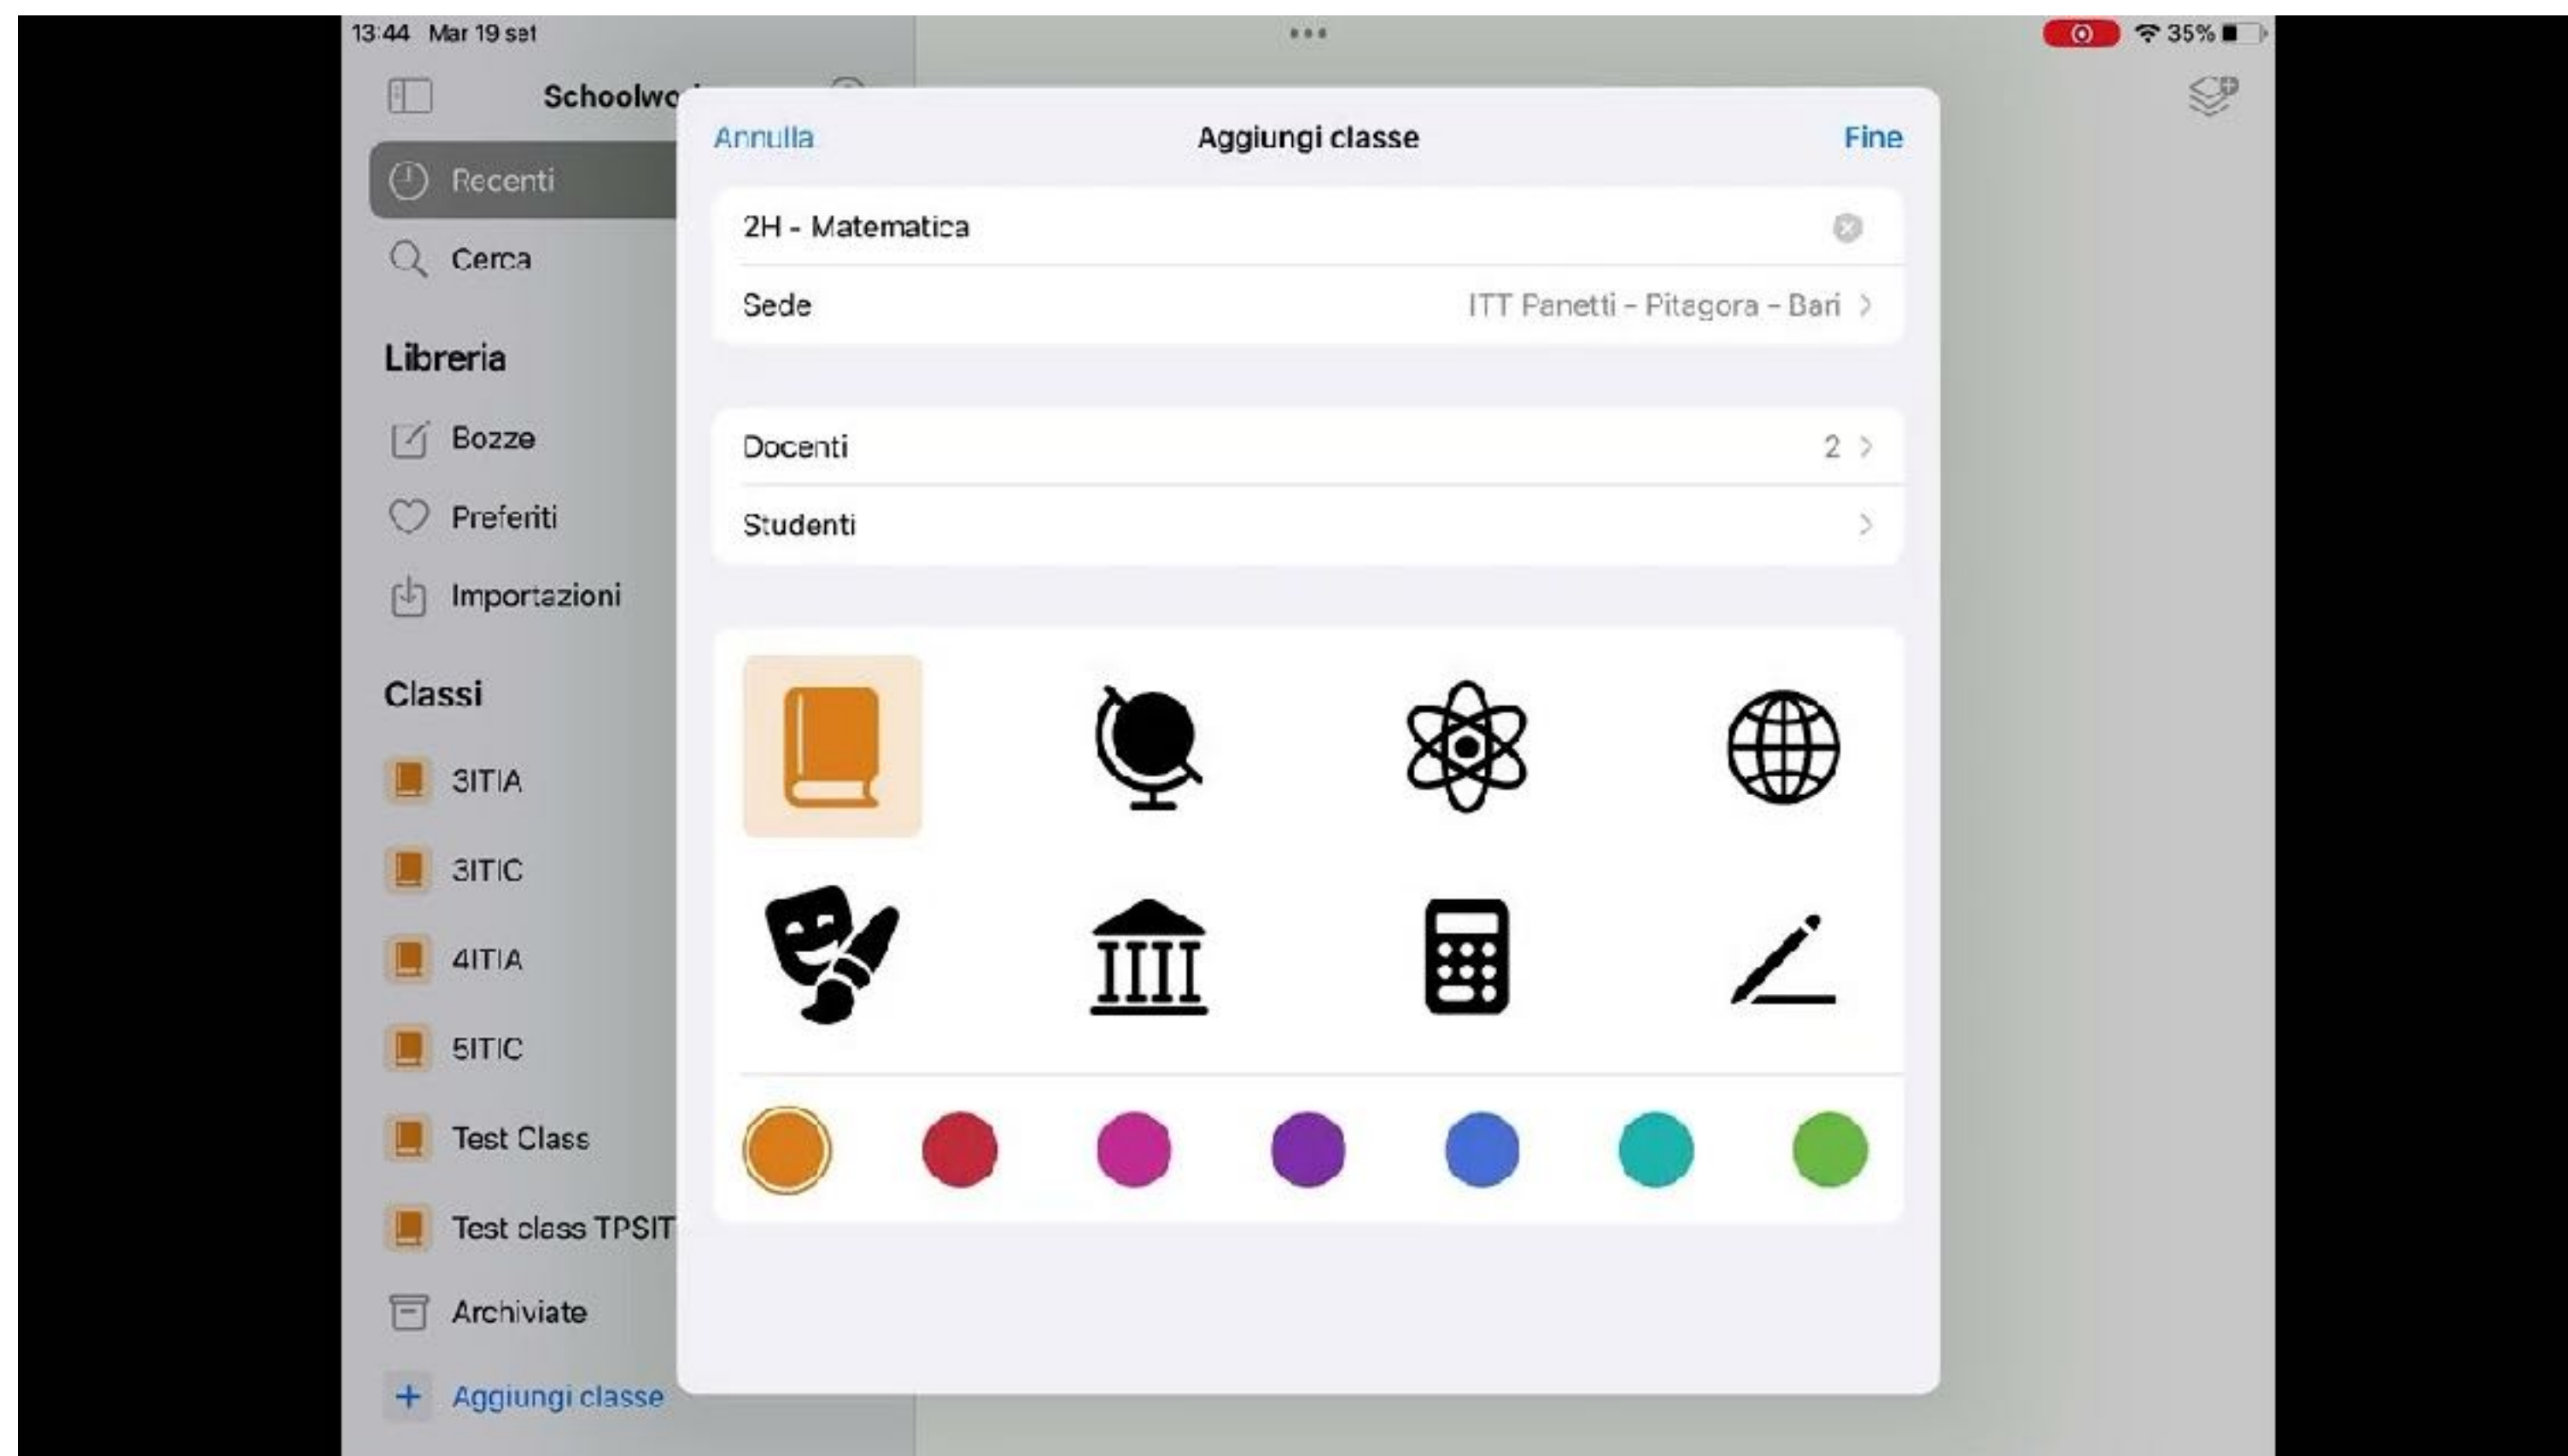 13:44 Mar 19 set
35%
Recenti
Cerca
Libreria
Bozze
Preferiti
Importazioni
Classi
3ITIA
3ITIC
4ITIA
5ITIC
Test Class
Test class TPSIT
Archiviate
Aggiungi classe
Annulla Aggiungi classe Fine
2H - Matematica
Sede ITT Panetti - Pitagora - Bari
Docenti 2
Studenti